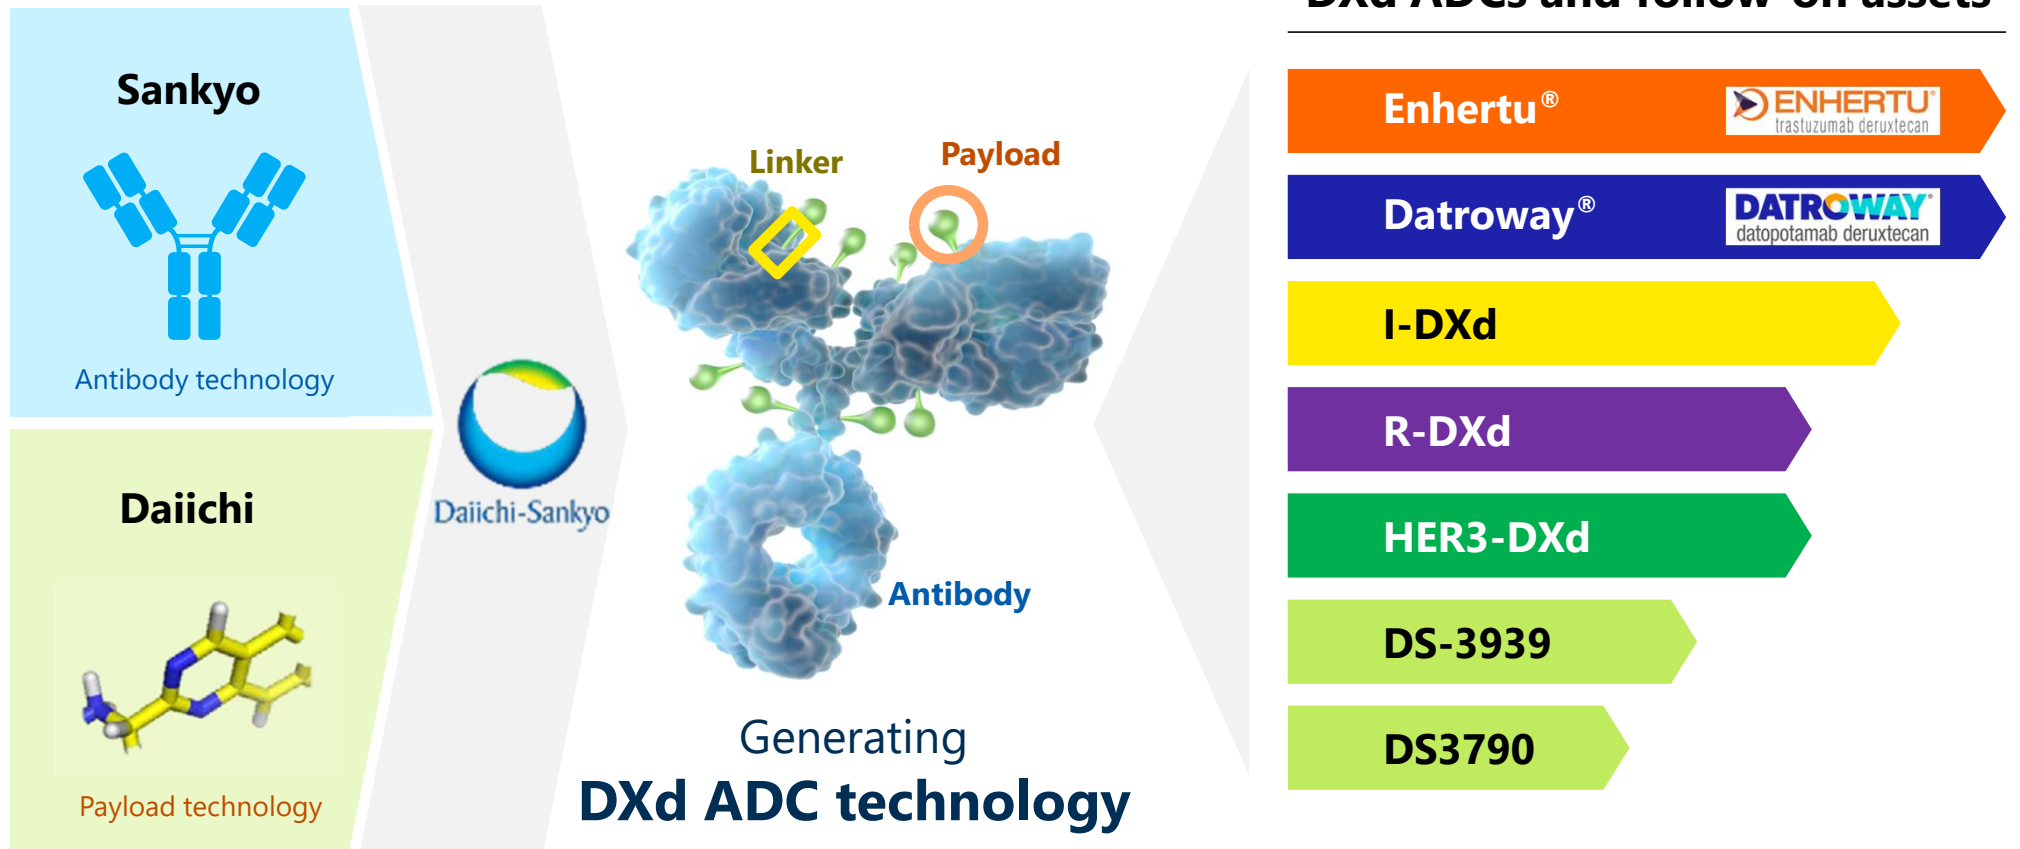 Sankyo
Antibody technology
Daiichi
Payload technology
Daiichi-Sankyo
Linker
Payload
Antibody
Generating
DXd ADC technology
DXd ADCs and follow-on assets
Enhertu®
ENHERTU®
trastuzumab deruxtecan
Datroway®
DATROWAY®
datopotamab deruxtecan
I-DXd
R-DXd
HER3-DXd
DS-3939
DS3790